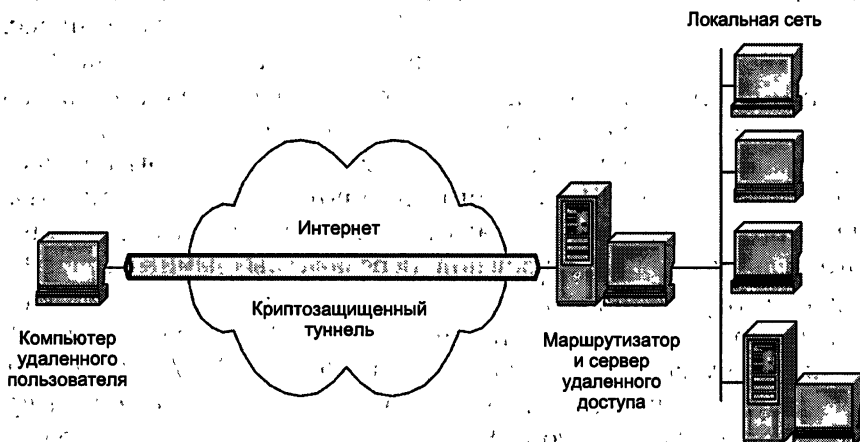 Локальная сеть
Интернет
Криптозащищенный
туннель
Компьютер
удаленного
пользователя
Маршрутизатор
и сервер
удаленного
доступа